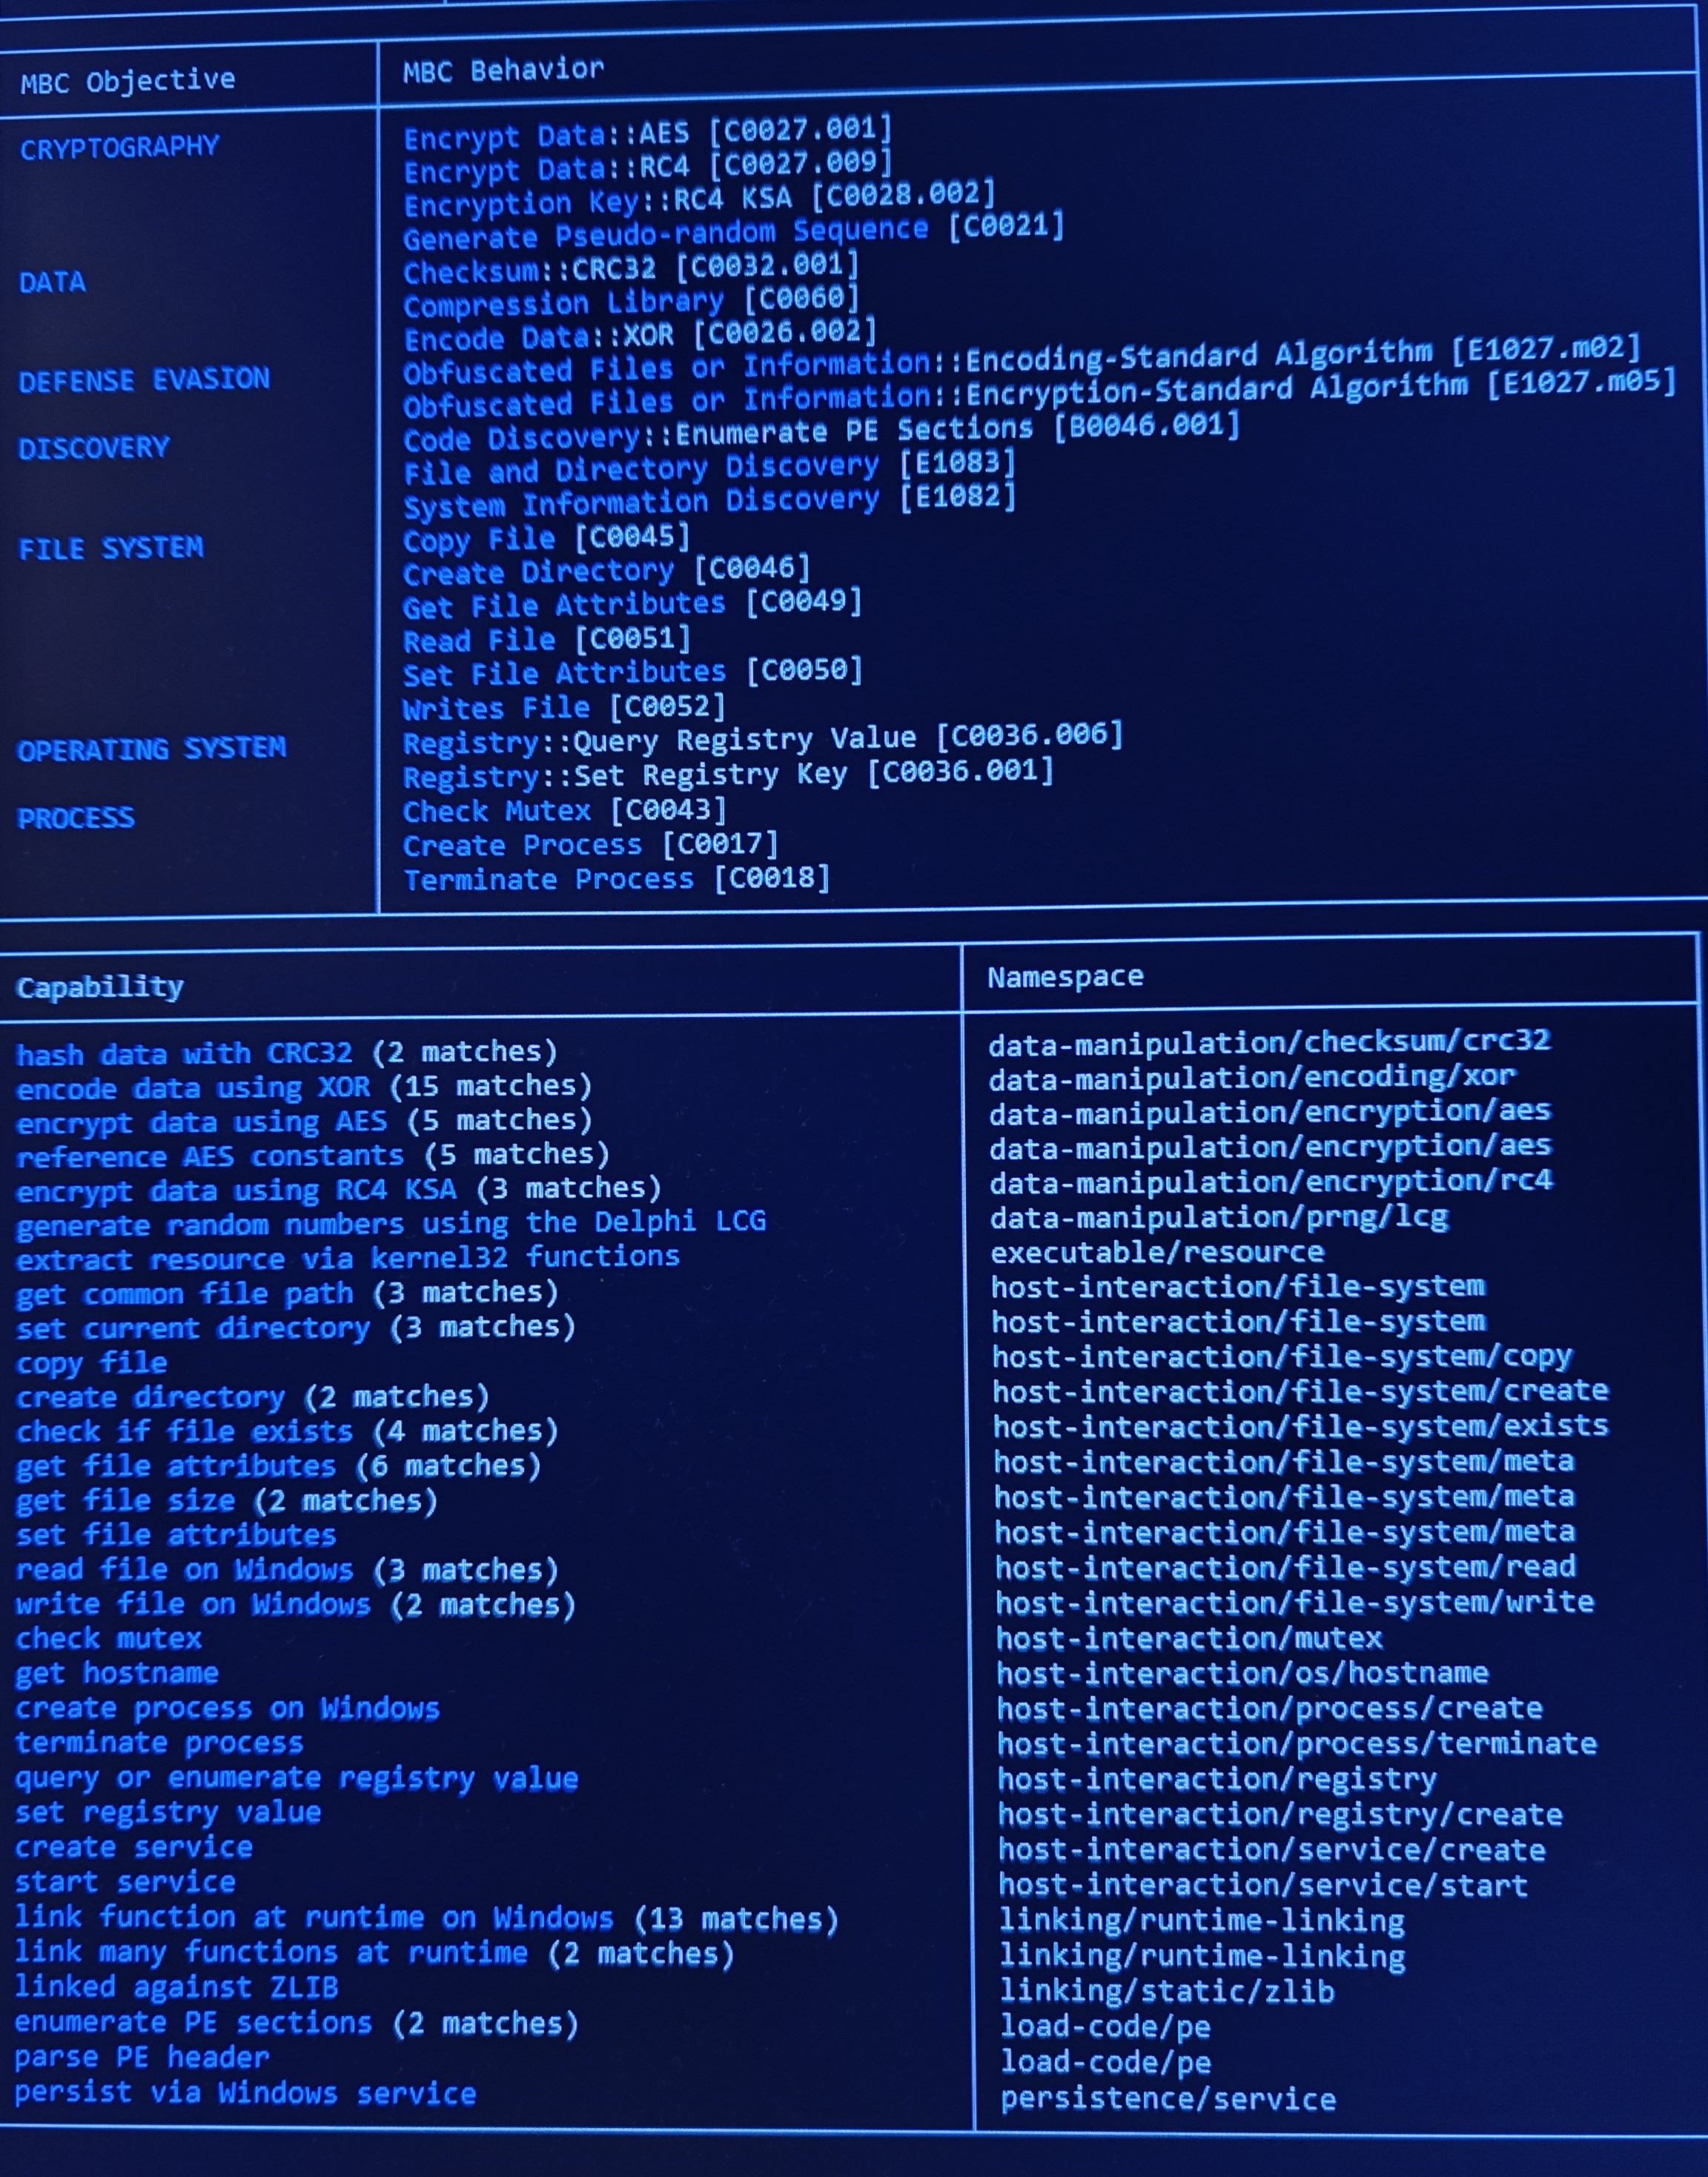 MBC Objective MBC Behavior
CRYPTOGRAPHY Encrypt Data::AES [C0027.001]
Encrypt Data::RC4 [C0027.009]
Encryption Key::RC4 KSA [C0028.002]
Generate Pseudo-random Sequence [C0021]
DATA Checksum::CRC32 [C0032.001]
Compression Library [C0060]
Encode Data::XOR [C0026.002]
DEFENSE EVASION Obfuscated Files or Information::Encoding-Standard Algorithm [E1027.m02]
Obfuscated Files or Information::Encryption-Standard Algorithm [E1027.m05]
DISCOVERY Code Discovery::Enumerate PE Sections [B0046.001]
File and Directory Discovery [E1083]
System Information Discovery [E1082]
FILE SYSTEM Copy File [C0045]
Create Directory [C0046]
Get File Attributes [C0049]
Read File [C0051]
Set File Attributes [C0050]
Writes File [C0052]
OPERATING SYSTEM Registry::Query Registry Value [C0036.006]
Registry::Set Registry Key [C0036.001]
PROCESS Check Mutex [C0043]
Create Process [C0017]
Terminate Process [C0018]
Capability Namespace
hash data with CRC32 (2 matches) data-manipulation/checksum/crc32
encode data using XOR (15 matches) data-manipulation/encoding/xor
encrypt data using AES (5 matches) data-manipulation/encryption/aes
reference AES constants (5 matches) data-manipulation/encryption/aes
encrypt data using RC4 KSA (3 matches) data-manipulation/encryption/rc4
generate random numbers using the Delphi LCG data-manipulation/prng/lcg
extract resource via kernel32 functions executable/resource
get common file path (3 matches) host-interaction/file-system
set current directory (3 matches) host-interaction/file-system
copy file host-interaction/file-system/copy
create directory (2 matches) host-interaction/file-system/create
check if file exists (4 matches) host-interaction/file-system/exists
get file attributes (6 matches) host-interaction/file-system/meta
get file size (2 matches) host-interaction/file-system/meta
set file attributes host-interaction/file-system/meta
read file on Windows (3 matches) host-interaction/file-system/read
write file on Windows (2 matches) host-interaction/file-system/write
check mutex host-interaction/mutex
get hostname host-interaction/os/hostname
create process on Windows host-interaction/process/create
terminate process host-interaction/process/terminate
query or enumerate registry value host-interaction/registry
set registry value host-interaction/registry/create
create service host-interaction/service/create
start service host-interaction/service/start
link function at runtime on Windows (13 matches) linking/runtime-linking
link many functions at runtime (2 matches) linking/runtime-linking
linked against ZLIB linking/static/zlib
enumerate PE sections (2 matches) load-code/pe
parse PE header load-code/pe
persist via Windows service persistence/service